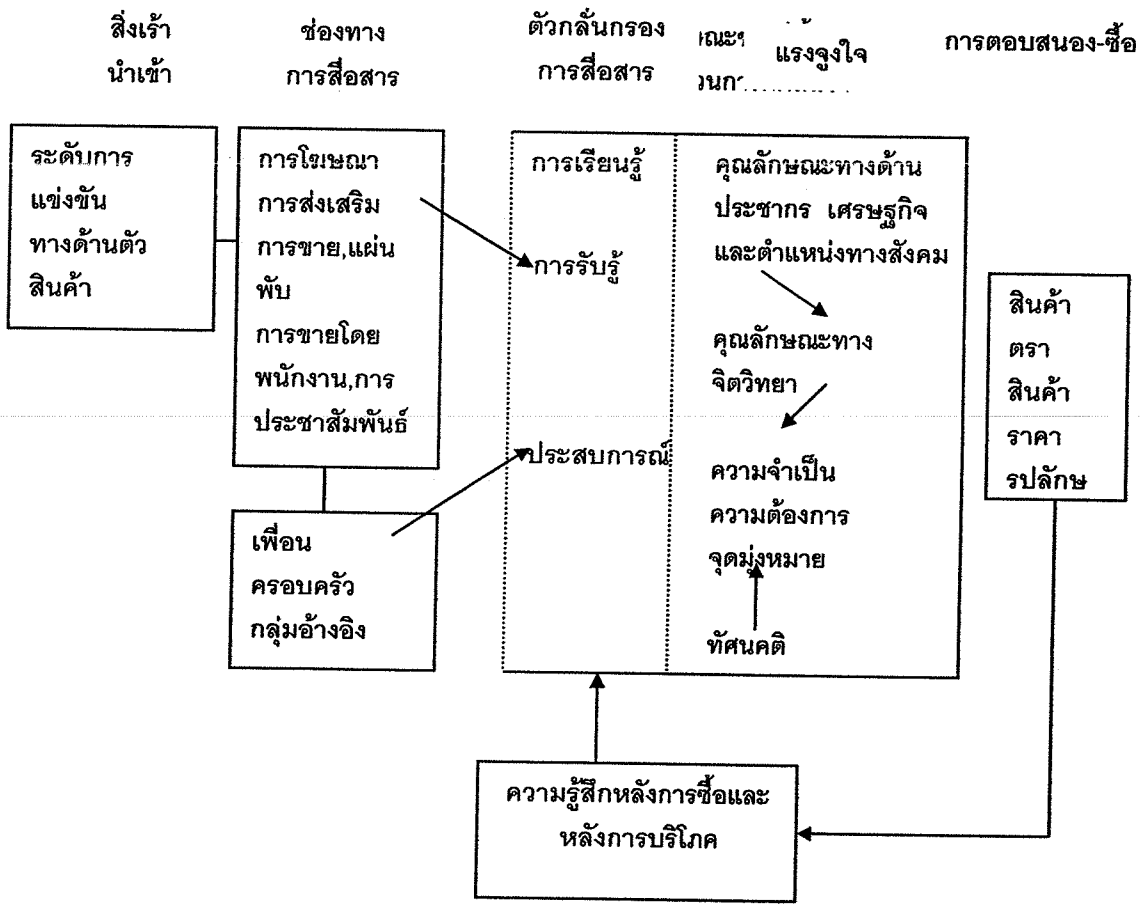 สิ่งเร้า
นำเข้า
ช่องทาง
การสื่อสาร
ตัวกลั่นกรอง
การสื่อสาร
แรงจูงใจ
การตอบสนอง-ซื้อ
ระดับการ
แข่งขัน
ทางด้านตัว
สินค้า
การโฆษณา
การส่งเสริม
การขาย,แผ่น
พับ
การขายโดย
พนักงาน,การ
ประชาสัมพันธ์
เพื่อน
ครอบครัว
กลุ่มอ้างอิง
การเรียนรู้
การรับรู้
ประสบการณ์
คุณลักษณะทางด้าน
ประชากร เศรษฐกิจ
และตำแหน่งทางสังคม
คุณลักษณะทาง
จิตวิทยา
ความจำเป็น
ความต้องการ
จุดมุ่งหมาย
ทัศนคติ
สินค้า
ตรา
สินค้า
ราคา
รปลักษ
ความรู้สึกหลังการซื้อและ
หลังการบริโภค